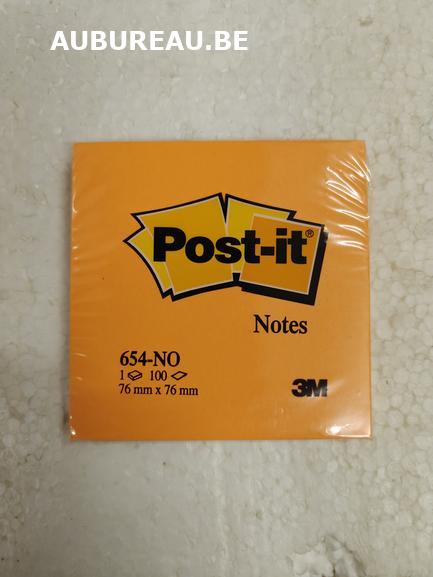 AUBUREAU.BE
Post-it®
Notes
654-NO
1 100
76 mm x 76 mm
3M